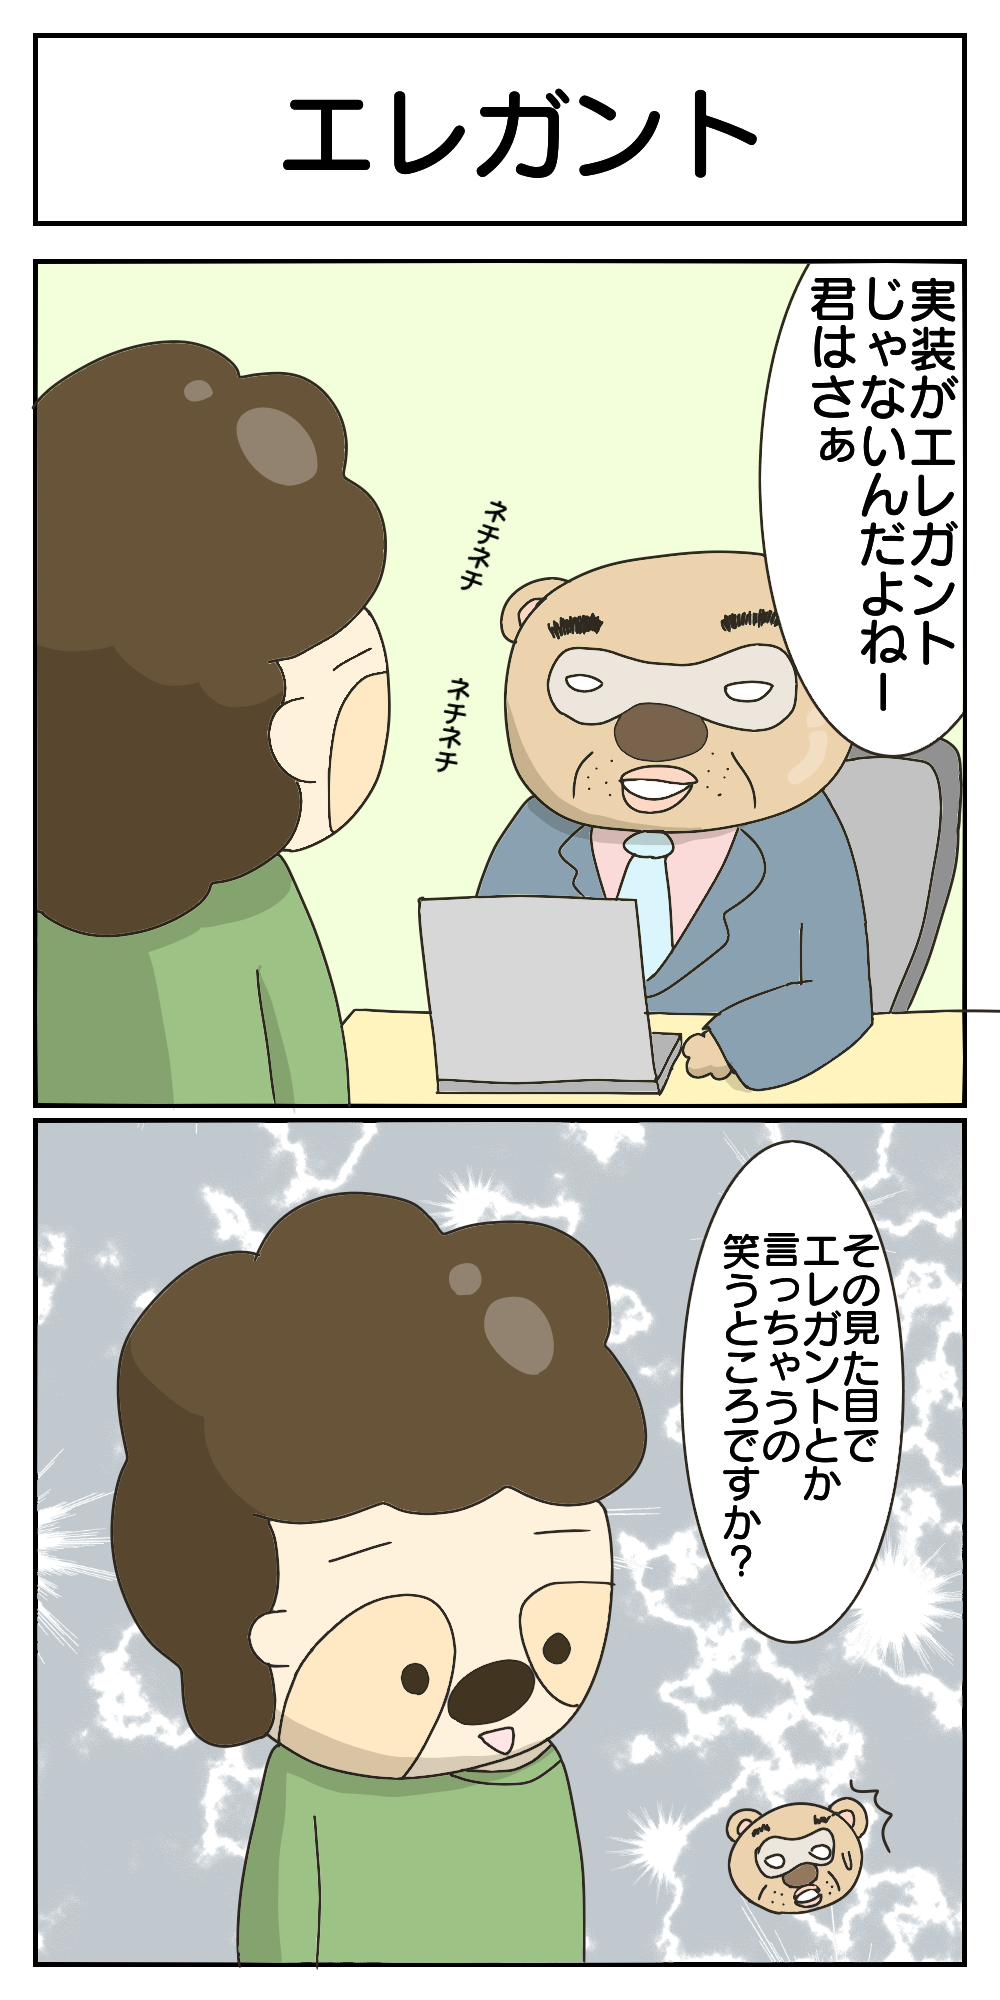 エレガント
実装がエレガント
じゃないんだよねー
君はさぁ
ネチネチ
ネチネチ
その見た目で
エレガントとか
言っちゃうの
笑うところですか？